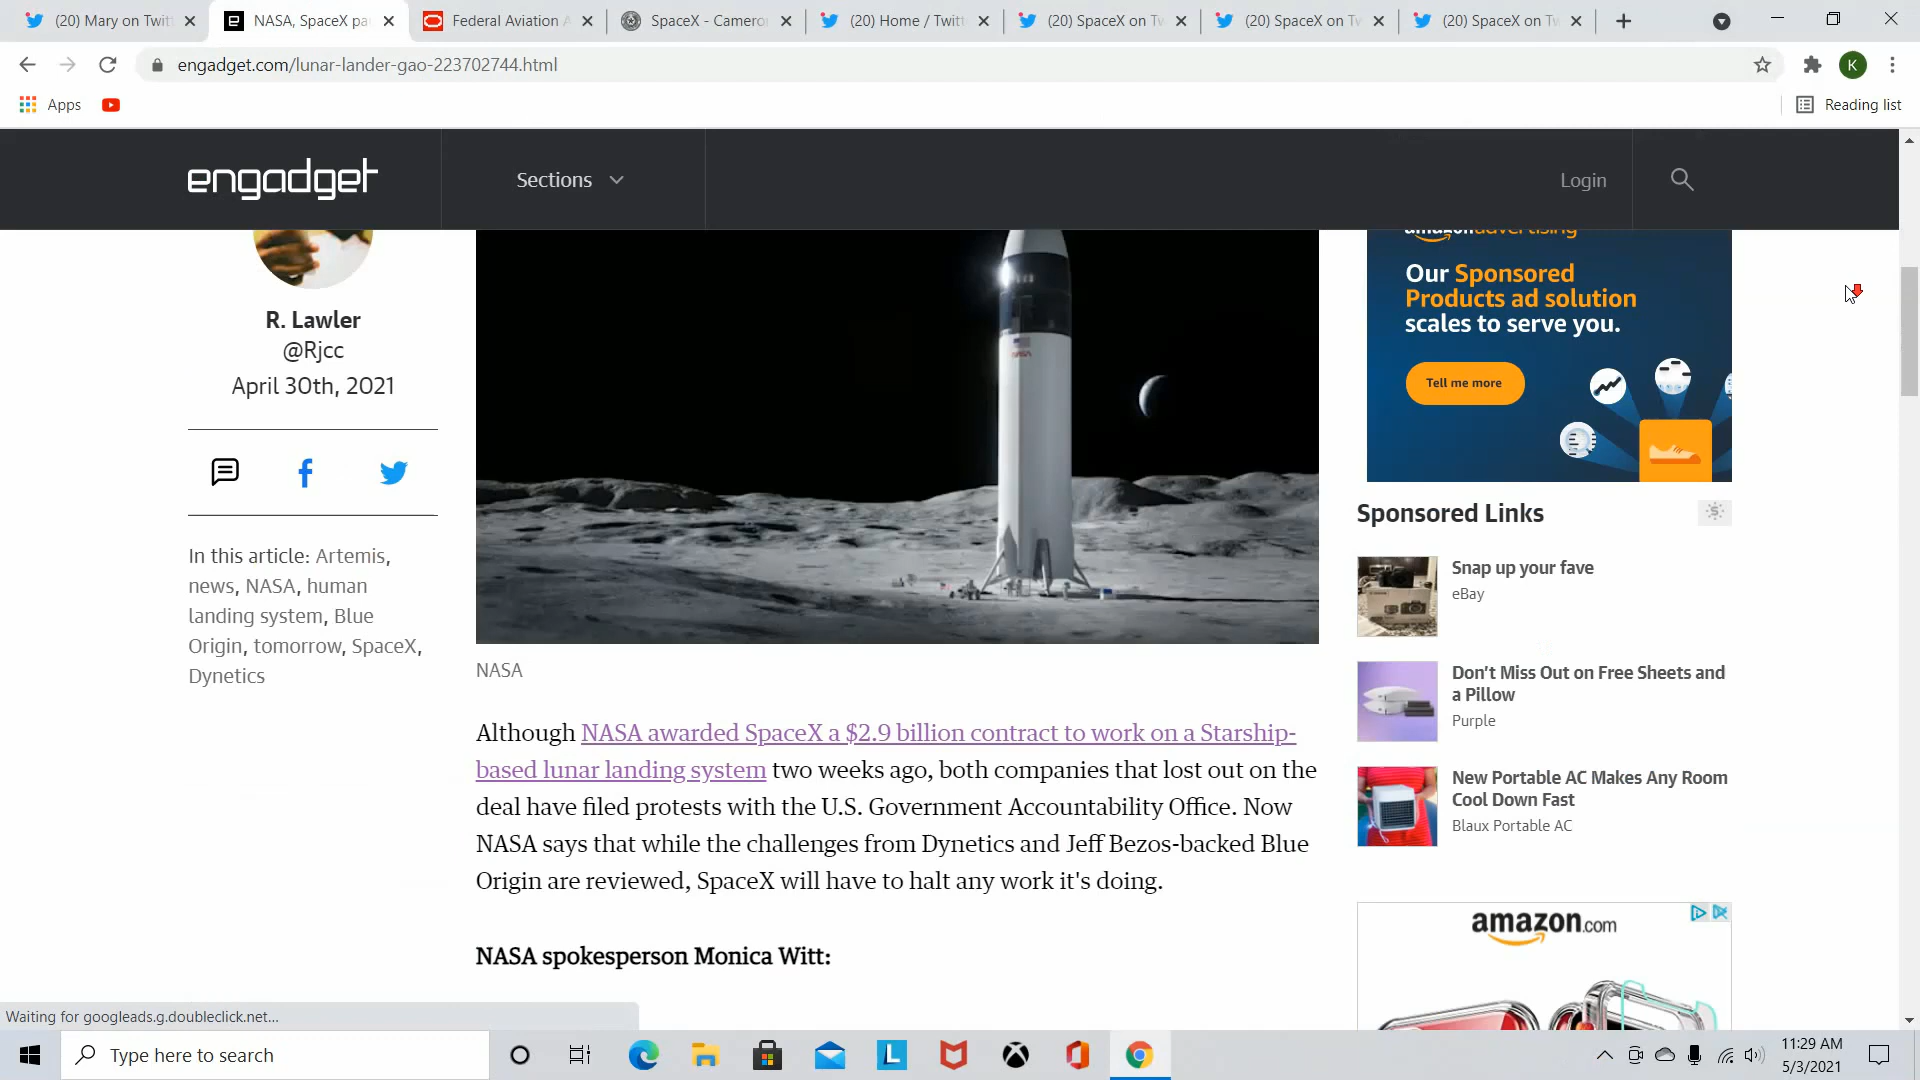 (20) Mary on Twitt
NASA, SpaceX pa
Federal Aviation A
SpaceX - Camero
(20) Home / Twitt
(20) SpaceX on Tw
(20) SpaceX on Tw
(20) SpaceX on Tw
engadget.com/lunar-lander-gao-223702744.html
K
Apps
Reading list
engadget
Sections
Login
R. Lawler
@Rjcc
April 30th, 2021
In this article: Artemis,
news, NASA, human
landing system, Blue
Origin, tomorrow, SpaceX,
Dynetics
NASA
NASA
Although NASA awarded SpaceX a $2.9 billion contract to work on a Starship-
based lunar landing system two weeks ago, both companies that lost out on the
deal have filed protests with the U.S. Government Accountability Office. Now
NASA says that while the challenges from Dynetics and Jeff Bezos-backed Blue
Origin are reviewed, SpaceX will have to halt any work it's doing.
NASA spokesperson Monica Witt:
amazon advertising
Our Sponsored
Products ad solution
scales to serve you.
Tell me more
Sponsored Links
Snap up your fave
eBay
Don't Miss Out on Free Sheets and
a Pillow
Purple
New Portable AC Makes Any Room
Cool Down Fast
Blaux Portable AC
amazon.com
Waiting for googleads.g.doubleclick.net...
Type here to search
L
11:29 AM
5/3/2021